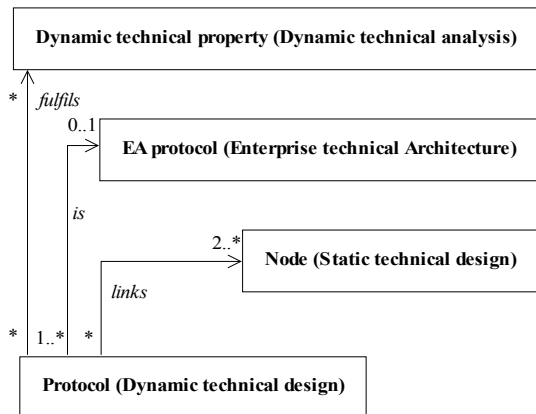 Dynamic technical property (Dynamic technical analysis)
* fulfils
0..1
EA protocol (Enterprise technical Architecture)
is
2..*
Node (Static technical design)
links
* 1..* *
Protocol (Dynamic technical design)